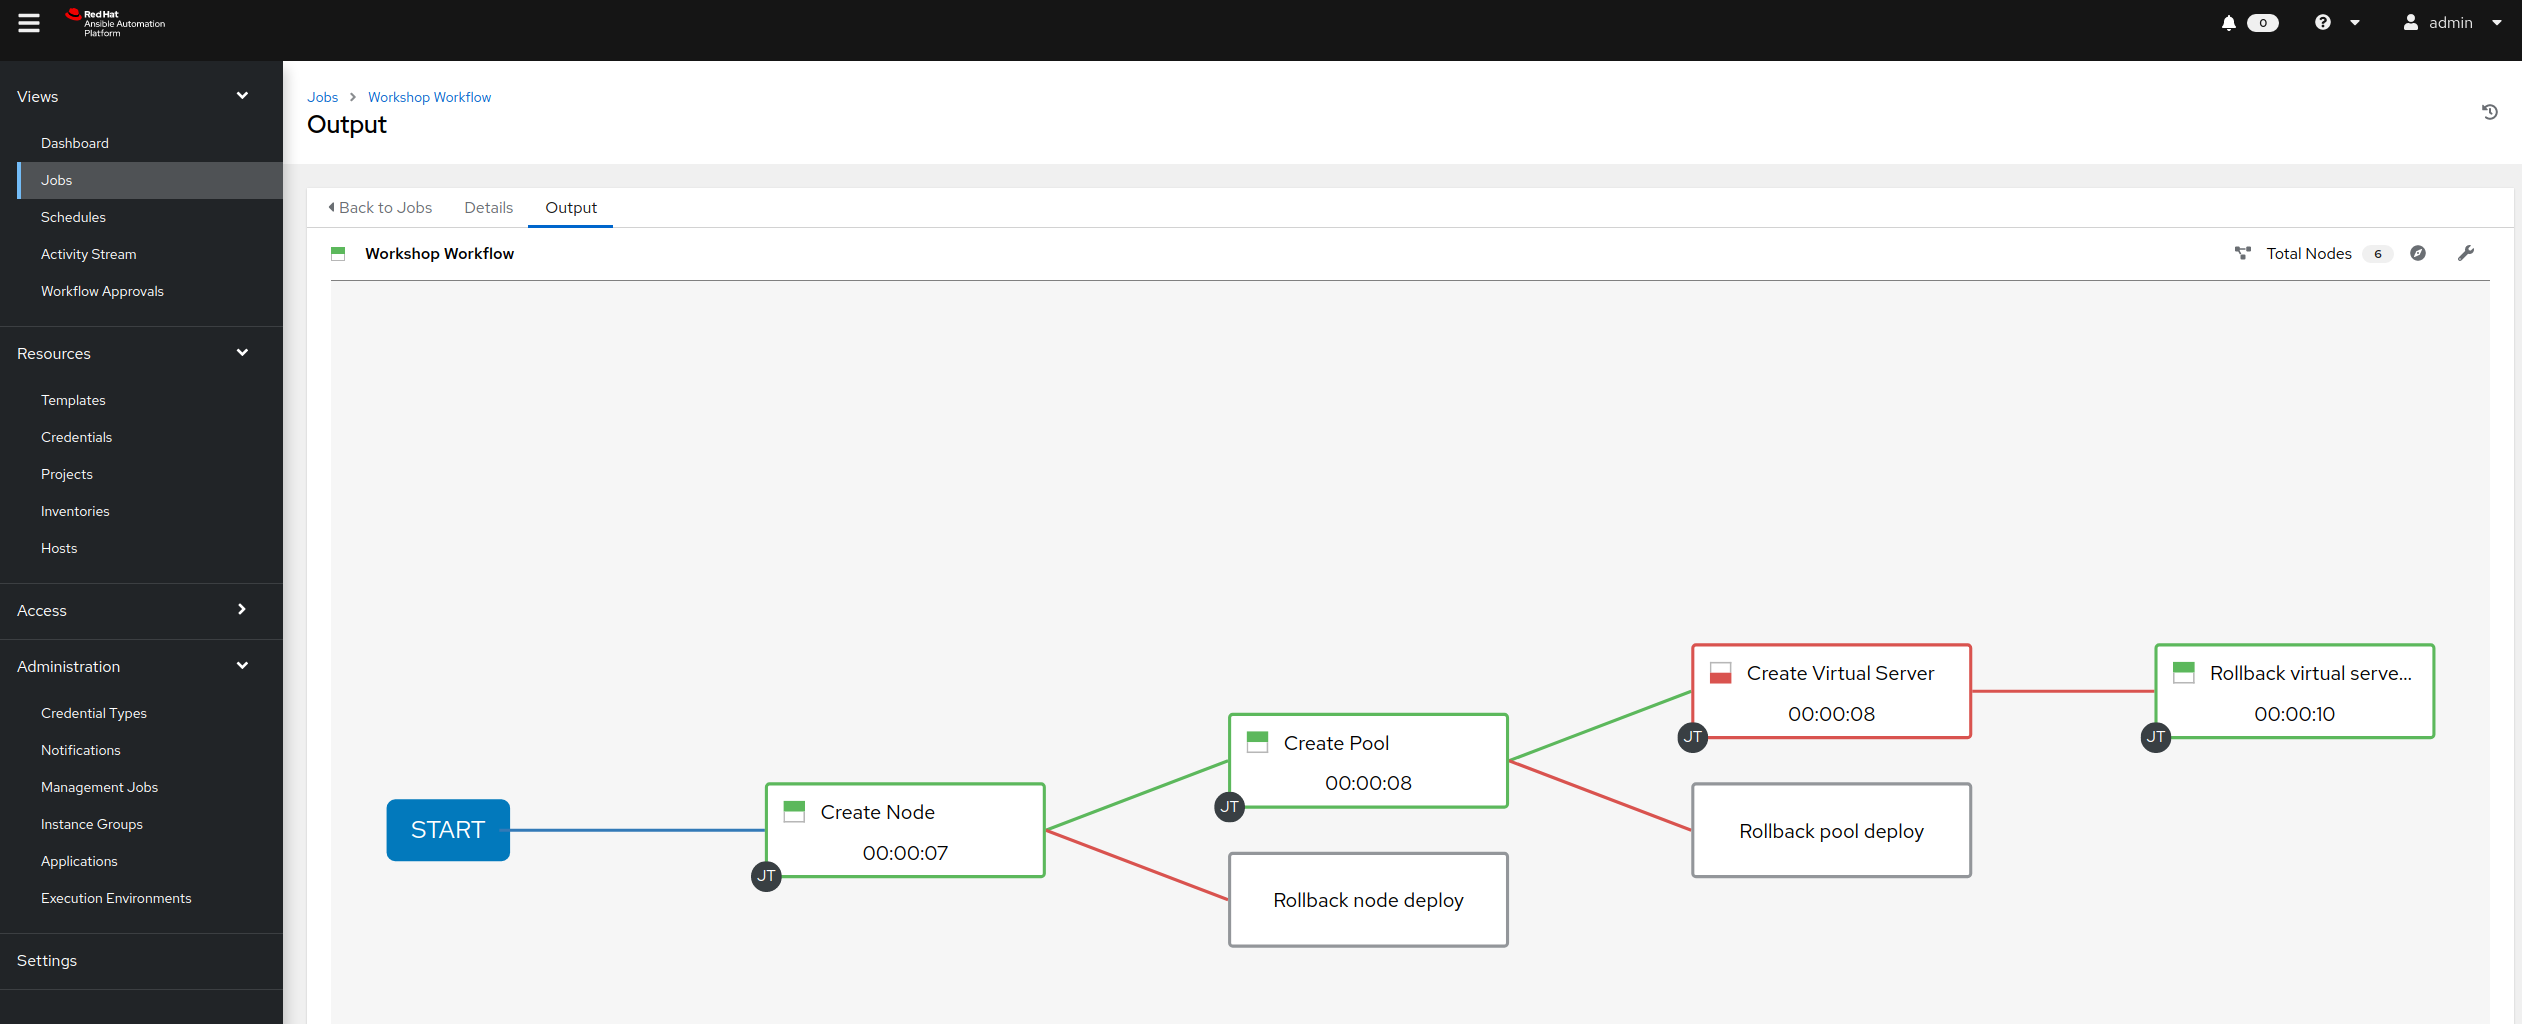 Red Hat
Ansible Automation
Platform
0
admin
Views
Dashboard
Jobs
Schedules
Activity Stream
Workflow Approvals
Resources
Templates
Credentials
Projects
Inventories
Hosts
Access
Administration
Credential Types
Notifications
Management Jobs
Instance Groups
Applications
Execution Environments
Settings
Jobs > Workshop Workflow
Output
Back to Jobs Details Output
Workshop Workflow
Total Nodes 6
START
Create Node
00:00:07
JT
Create Pool
00:00:08
JT
Rollback node deploy
Create Virtual Server
00:00:08
JT
Rollback pool deploy
Rollback virtual serve...
00:00:10
JT